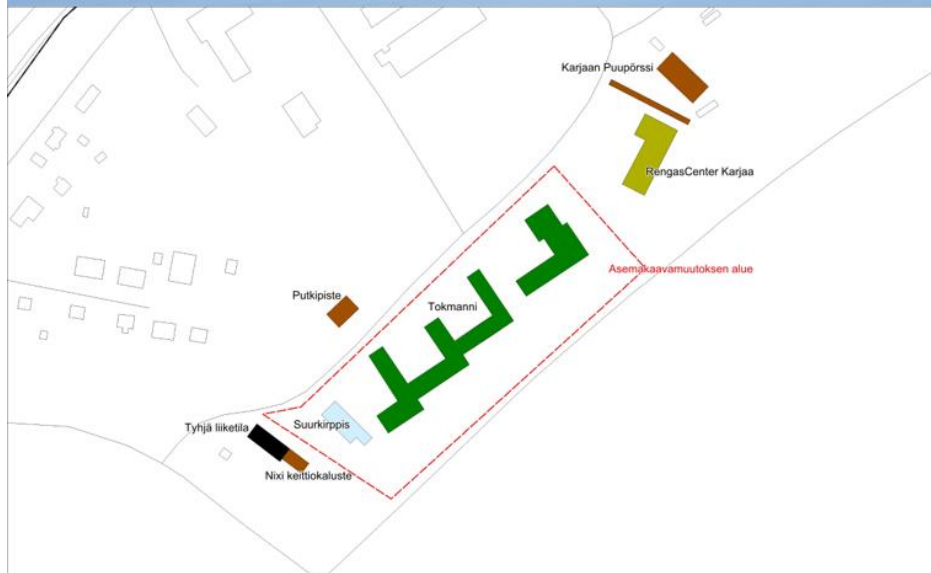 Karjaan Puupörssi
RengasCenter Karjaa
Asemakaavamuutoksen alue
Putkipiste
Tokmanni
Suurkirppis
Tyhjä liiketila
Nixi keittiokaluste